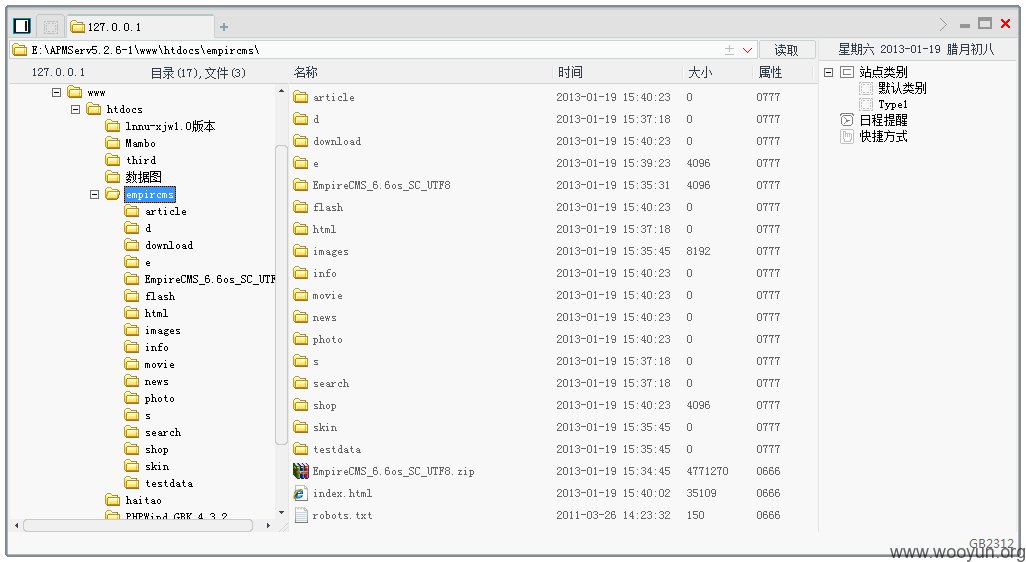 127.0.0.1
E:\APMServ5.2.6-1\www\htdocs\empircms\ 读取 星期六 2013-01-19 腊月初八
127.0.0.1 目录(17),文件(3) 名称 时间 大小 属性
www
htdocs
lnnu-xjw1.0版本
Mambo
third
数据图
empircms
article
d
download
e
EmpireCMS_6.6os_SC_UTF
flash
html
images
info
movie
news
photo
s
search
shop
skin
testdata
haitao
PHPWind GBK 4.3.2
article 2013-01-19 15:40:23 0 0777
d 2013-01-19 15:37:18 0 0777
download 2013-01-19 15:40:23 0 0777
e 2013-01-19 15:39:23 4096 0777
EmpireCMS_6.6os_SC_UTF8 2013-01-19 15:35:31 4096 0777
flash 2013-01-19 15:40:23 0 0777
html 2013-01-19 15:37:18 0 0777
images 2013-01-19 15:35:45 8192 0777
info 2013-01-19 15:40:23 0 0777
movie 2013-01-19 15:40:23 0 0777
news 2013-01-19 15:40:23 0 0777
photo 2013-01-19 15:40:23 0 0777
s 2013-01-19 15:37:18 0 0777
search 2013-01-19 15:37:18 0 0777
shop 2013-01-19 15:40:23 4096 0777
skin 2013-01-19 15:35:45 0 0777
testdata 2013-01-19 15:35:45 0 0777
EmpireCMS_6.6os_SC_UTF8.zip 2013-01-19 15:34:45 4771270 0666
index.html 2013-01-19 15:40:02 35109 0666
robots.txt 2011-03-26 14:23:32 150 0666
站点类别
默认类别
Type1
日程提醒
快捷方式
GB2312
www.wooyun.org